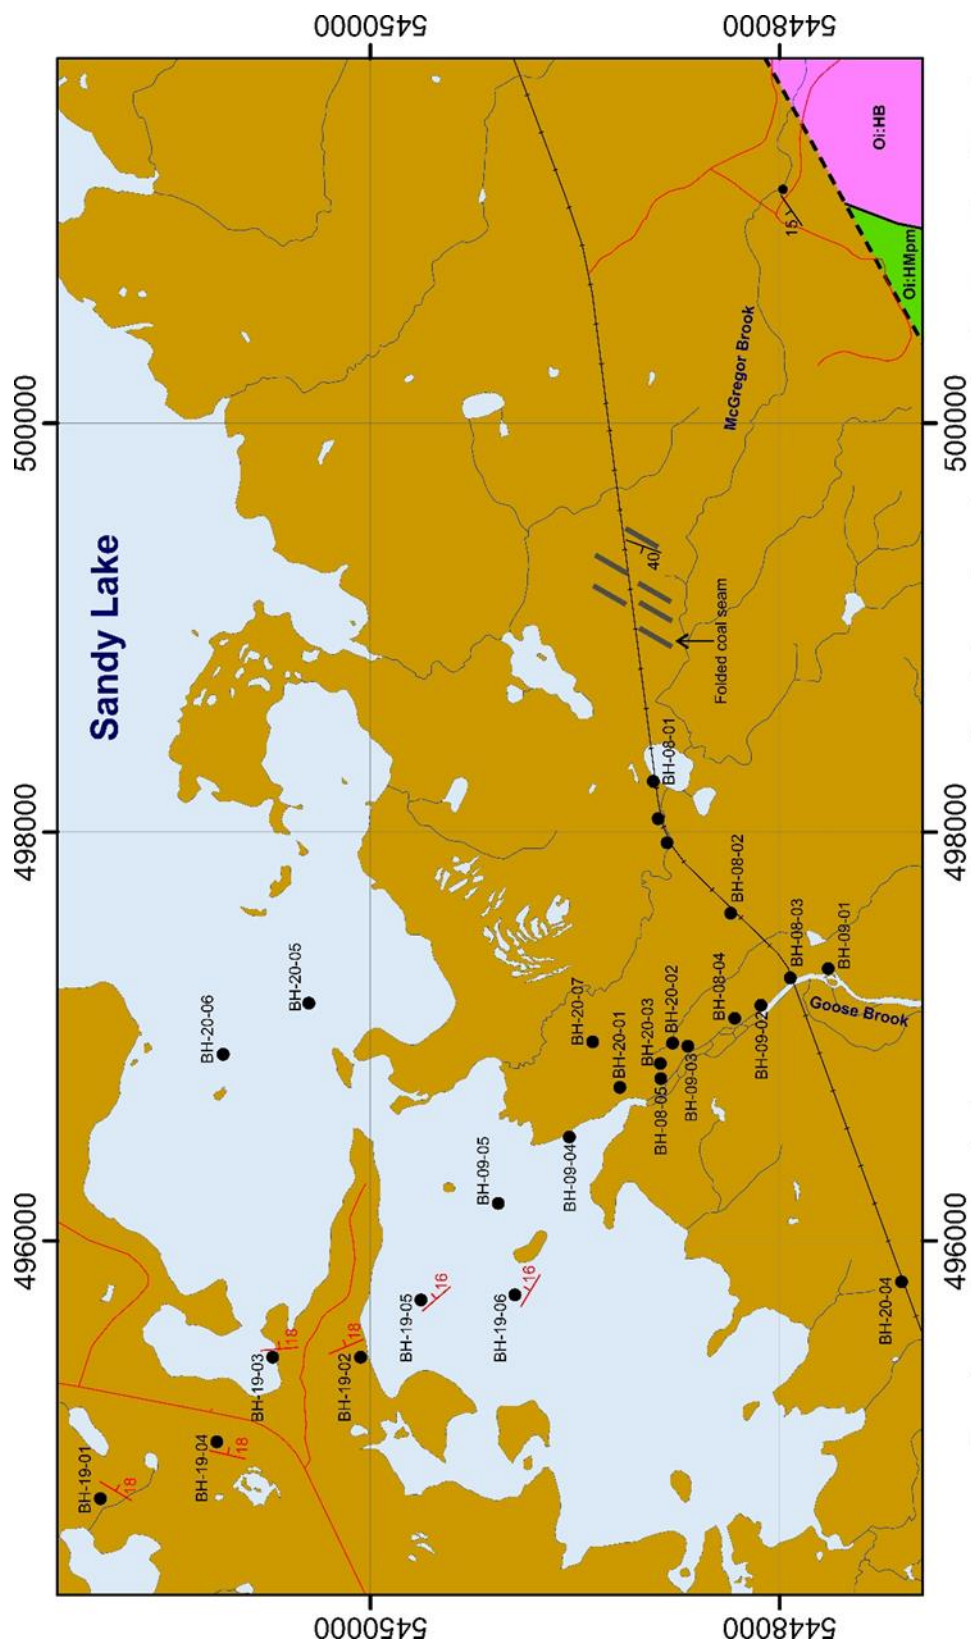 5450000
5448000
500000
498000
496000
Sandy Lake
Oi:HB
Oi:HMpm
15
McGregor Brook
40
Folded coal seam
BH-08-01
BH-08-02
BH-08-03
BH-09-01
Goose Brook
BH-08-04
BH-09-02
BH-20-02
BH-20-03
BH-09-03
BH-08-05
BH-20-01
BH-20-07
BH-20-05
BH-20-06
BH-09-04
BH-09-05
BH-19-05
16
BH-19-06
16
BH-20-04
BH-19-03
18
BH-19-02
18
BH-19-04
18
BH-19-01
18
500000
498000
496000
5450000
5448000